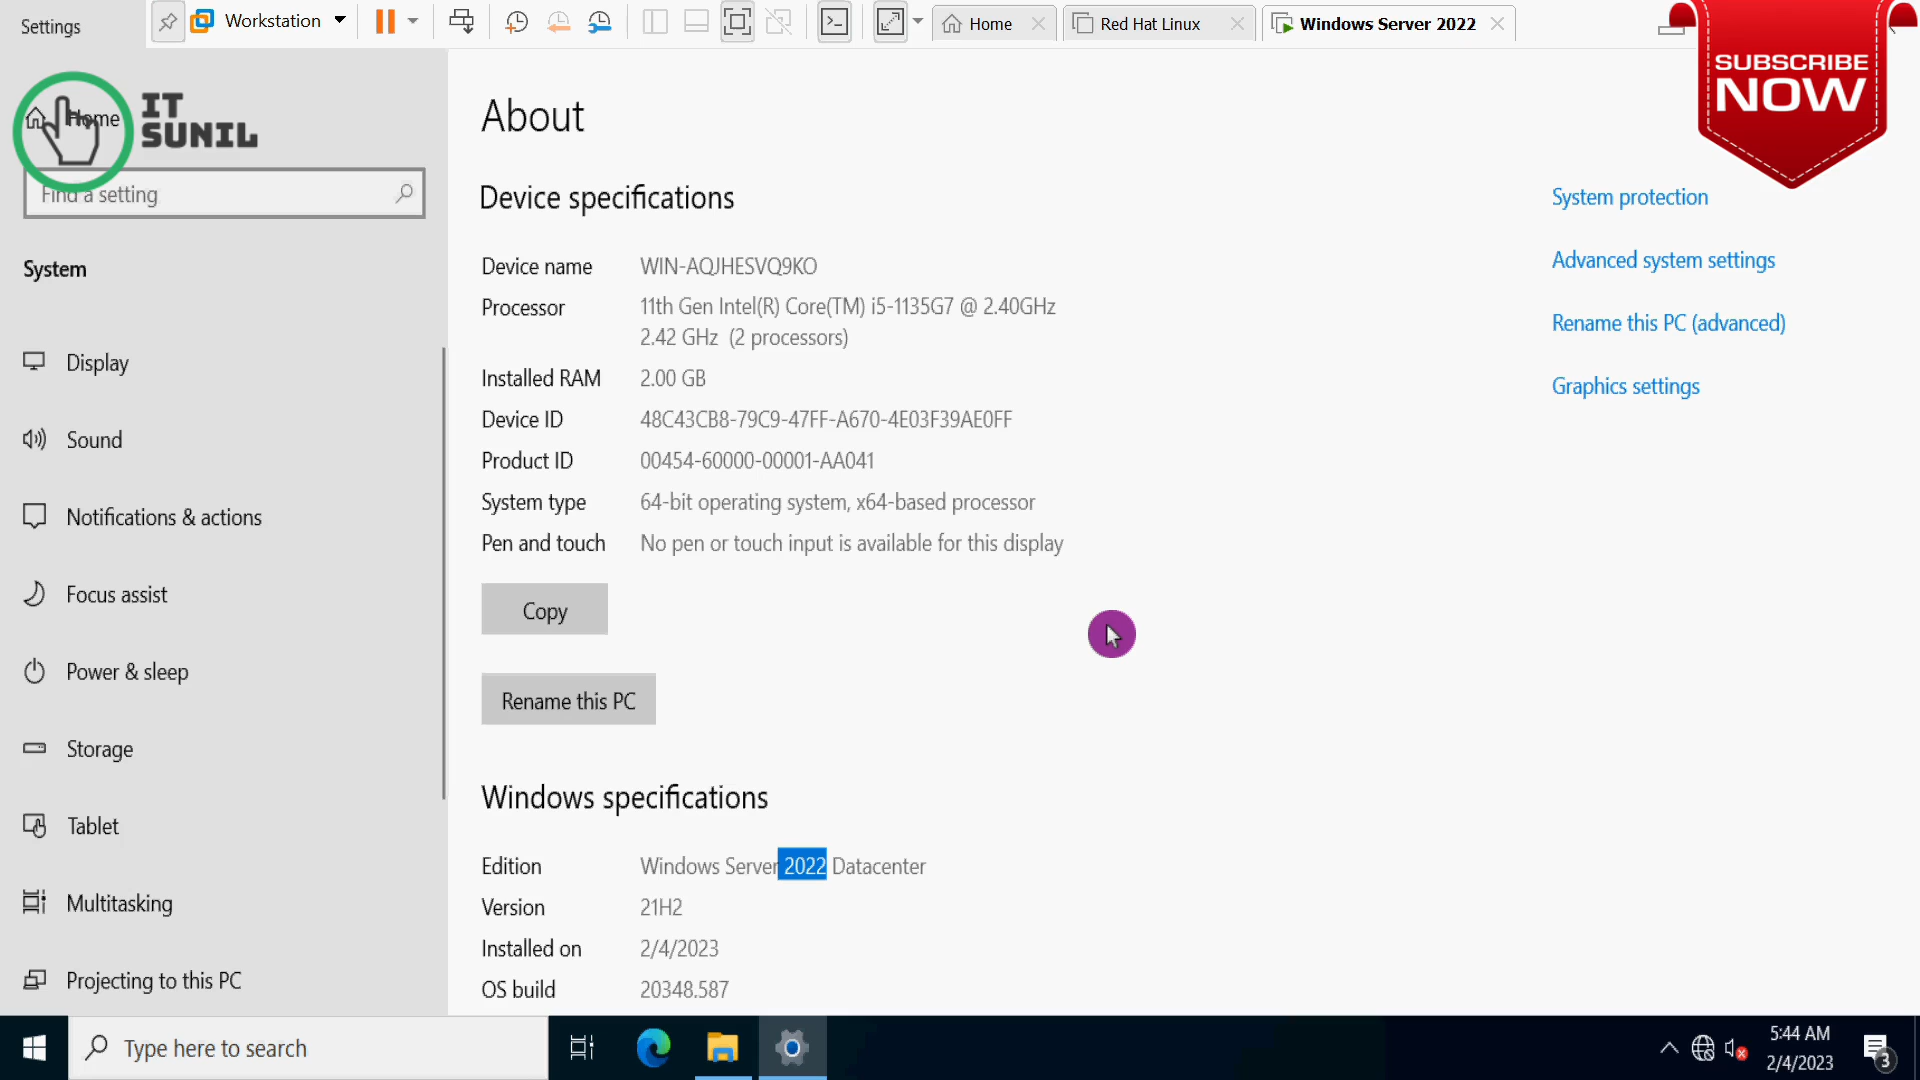 Settings
Workstation
Home
Red Hat Linux
Windows Server 2022
SUBSCRIBE
NOW
Home
IT
SUNIL
Find a setting
System
Display
Sound
Notifications & actions
Focus assist
Power & sleep
Storage
Tablet
Multitasking
Projecting to this PC
About
Device specifications
Device name WIN-AQJHESVQ9KO
Processor 11th Gen Intel(R) Core(TM) i5-1135G7 @ 2.40GHz
2.42 GHz (2 processors)
Installed RAM 2.00 GB
Device ID 48C43CB8-79C9-47FF-A670-4E03F39AE0FF
Product ID 00454-60000-00001-AA041
System type 64-bit operating system, x64-based processor
Pen and touch No pen or touch input is available for this display
Copy
Rename this PC
Windows specifications
Edition Windows Server 2022 Datacenter
Version 21H2
Installed on 2/4/2023
OS build 20348.587
System protection
Advanced system settings
Rename this PC (advanced)
Graphics settings
Type here to search
5:44 AM
2/4/2023
3